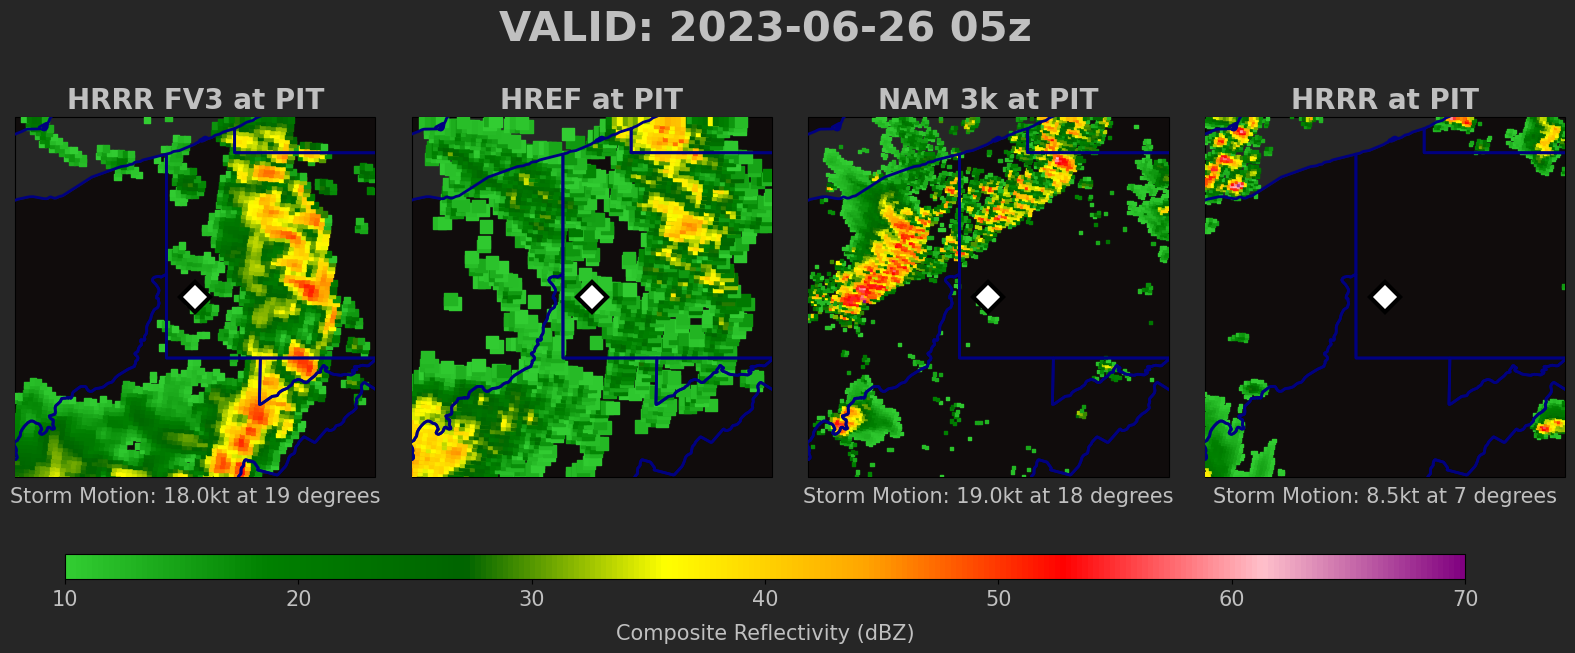 VALID: 2023-06-26 05z
HRRR FV3 at PIT
HREF at PIT
NAM 3k at PIT
HRRR at PIT
Storm Motion: 18.0kt at 19 degrees
Storm Motion: 19.0kt at 18 degrees
Storm Motion: 8.5kt at 7 degrees
10 20 30 40 50 60 70
Composite Reflectivity (dBZ)